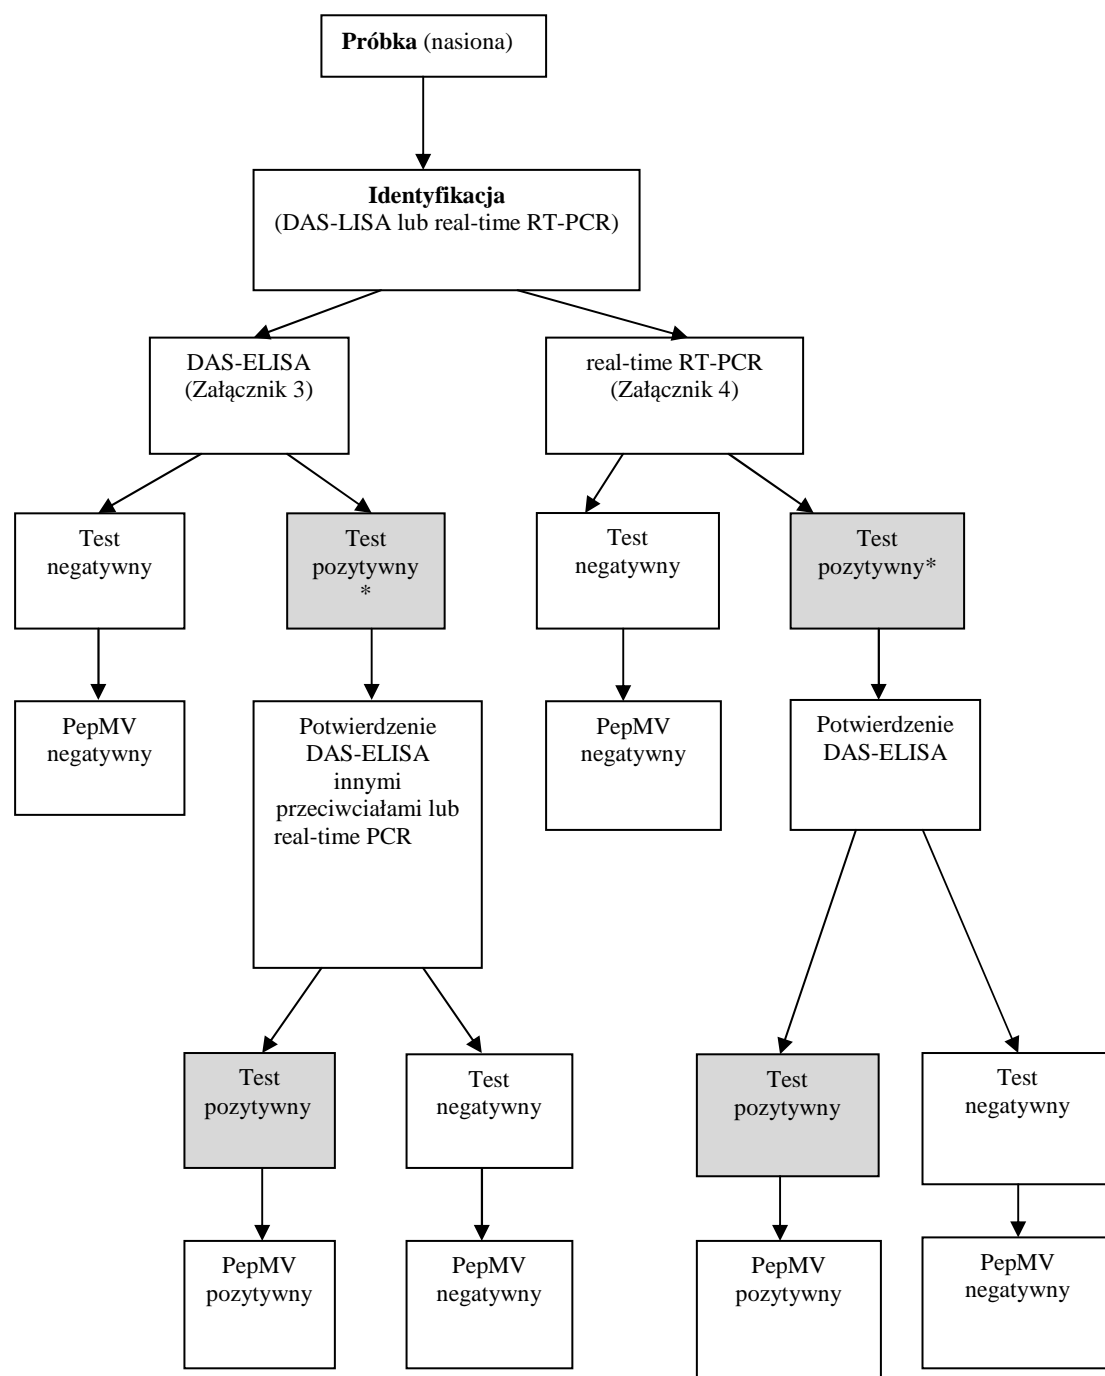 Próbka (nasiona)
Identyfikacja
(DAS-LISA lub real-time RT-PCR)
DAS-ELISA
(Załącznik 3)
real-time RT-PCR
(Załącznik 4)
Test
negatywny
Test
pozytywny
*
Test
negatywny
Test
pozytywny*
PepMV
negatywny
Potwierdzenie
DAS-ELISA
innymi
przeciwciałami lub
real-time PCR
PepMV
negatywny
Potwierdzenie
DAS-ELISA
Test
pozytywny
Test
negatywny
Test
pozytywny
Test
negatywny
PepMV
pozytywny
PepMV
negatywny
PepMV
pozytywny
PepMV
negatywny